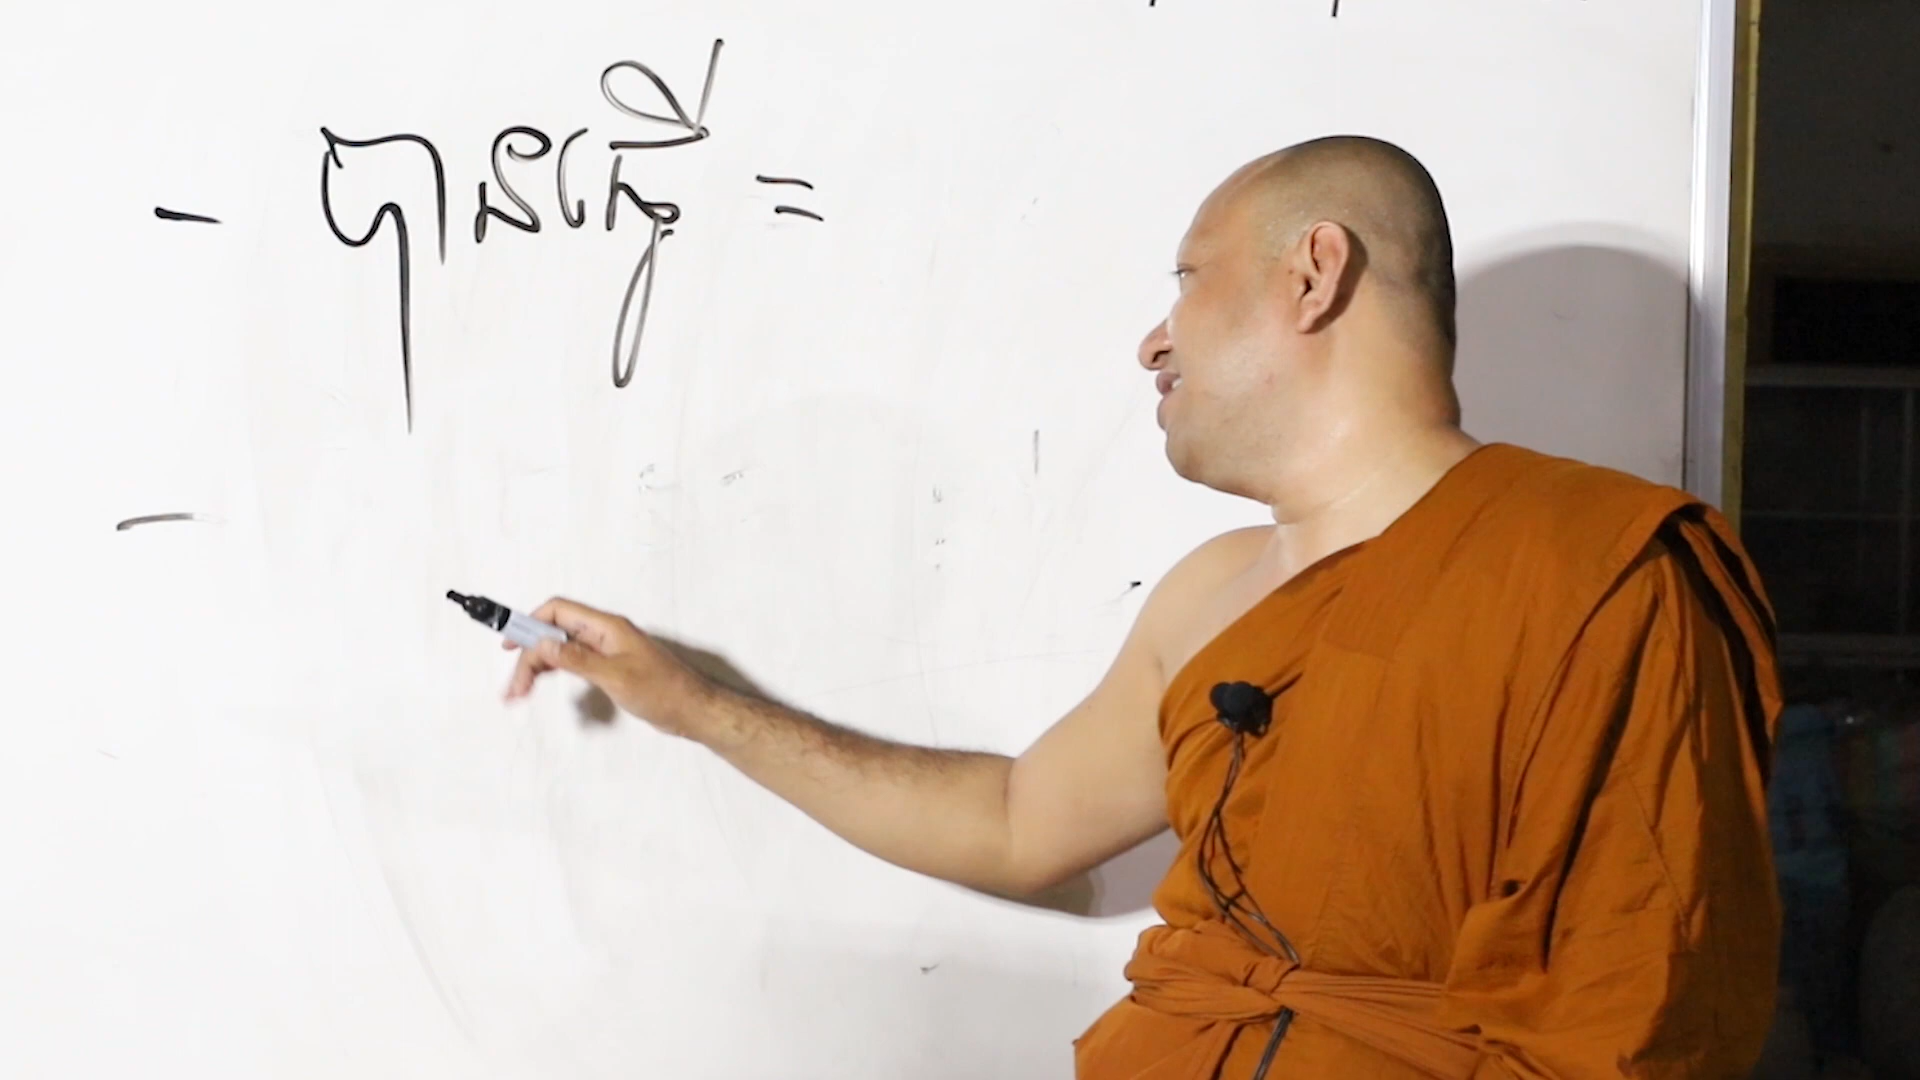 - បានធ្វើ =
-